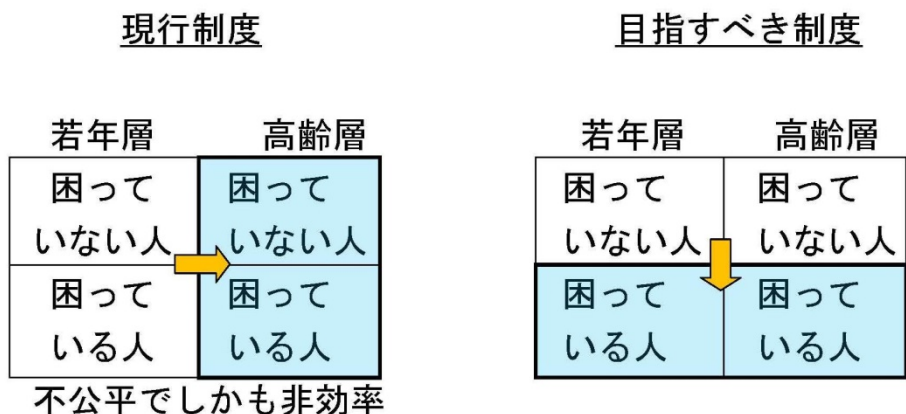 現行制度
目指すべき制度
若年層 高齢層
困って 困って
いない人 いない人
困って 困って
いる人 いる人
不公平でしかも非効率
若年層 高齢層
困って 困って
いない人 いない人
困って 困って
いる人 いる人